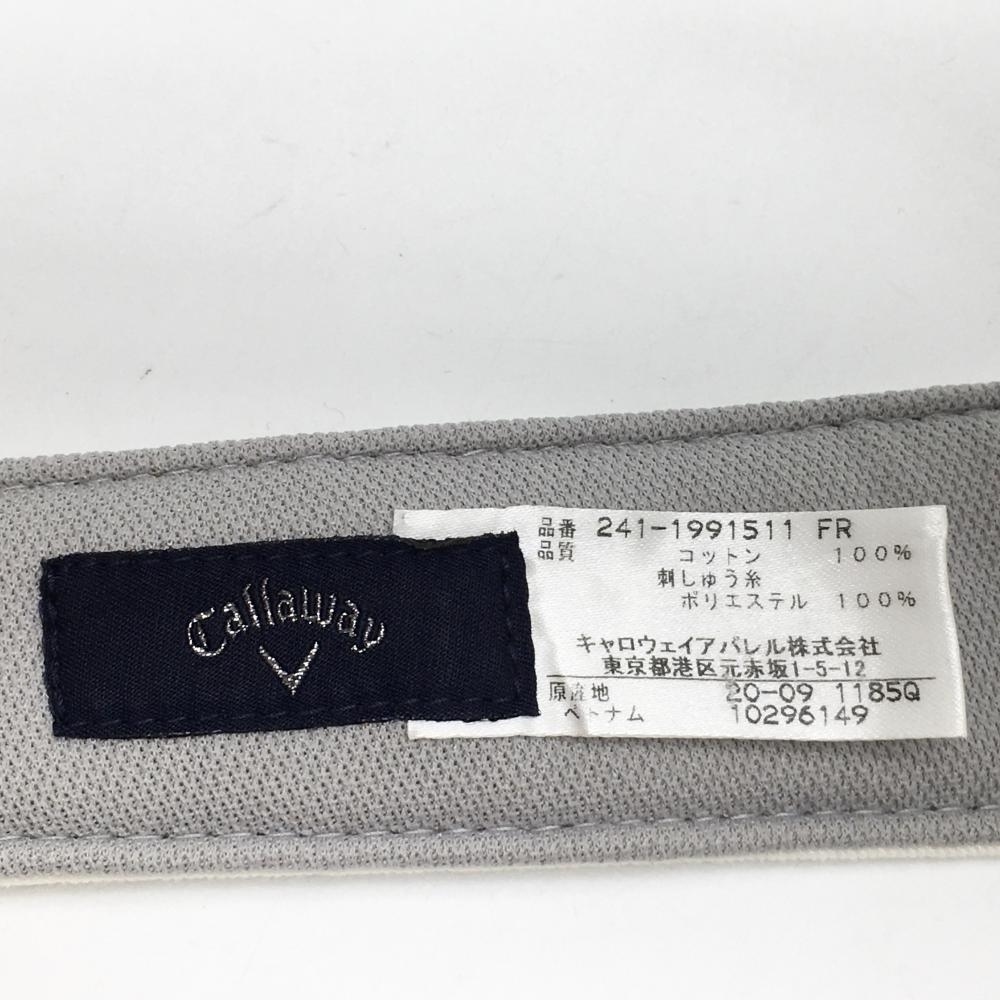 Callaway
品番 241-1991511 FR
品質 コットン 100%
刺しゅう糸
ポリエステル 100%
キャロウェイアパレル株式会社
東京都港区元赤坂1-5-12
原産地 20-09 1185Q
ベトナム 10296149